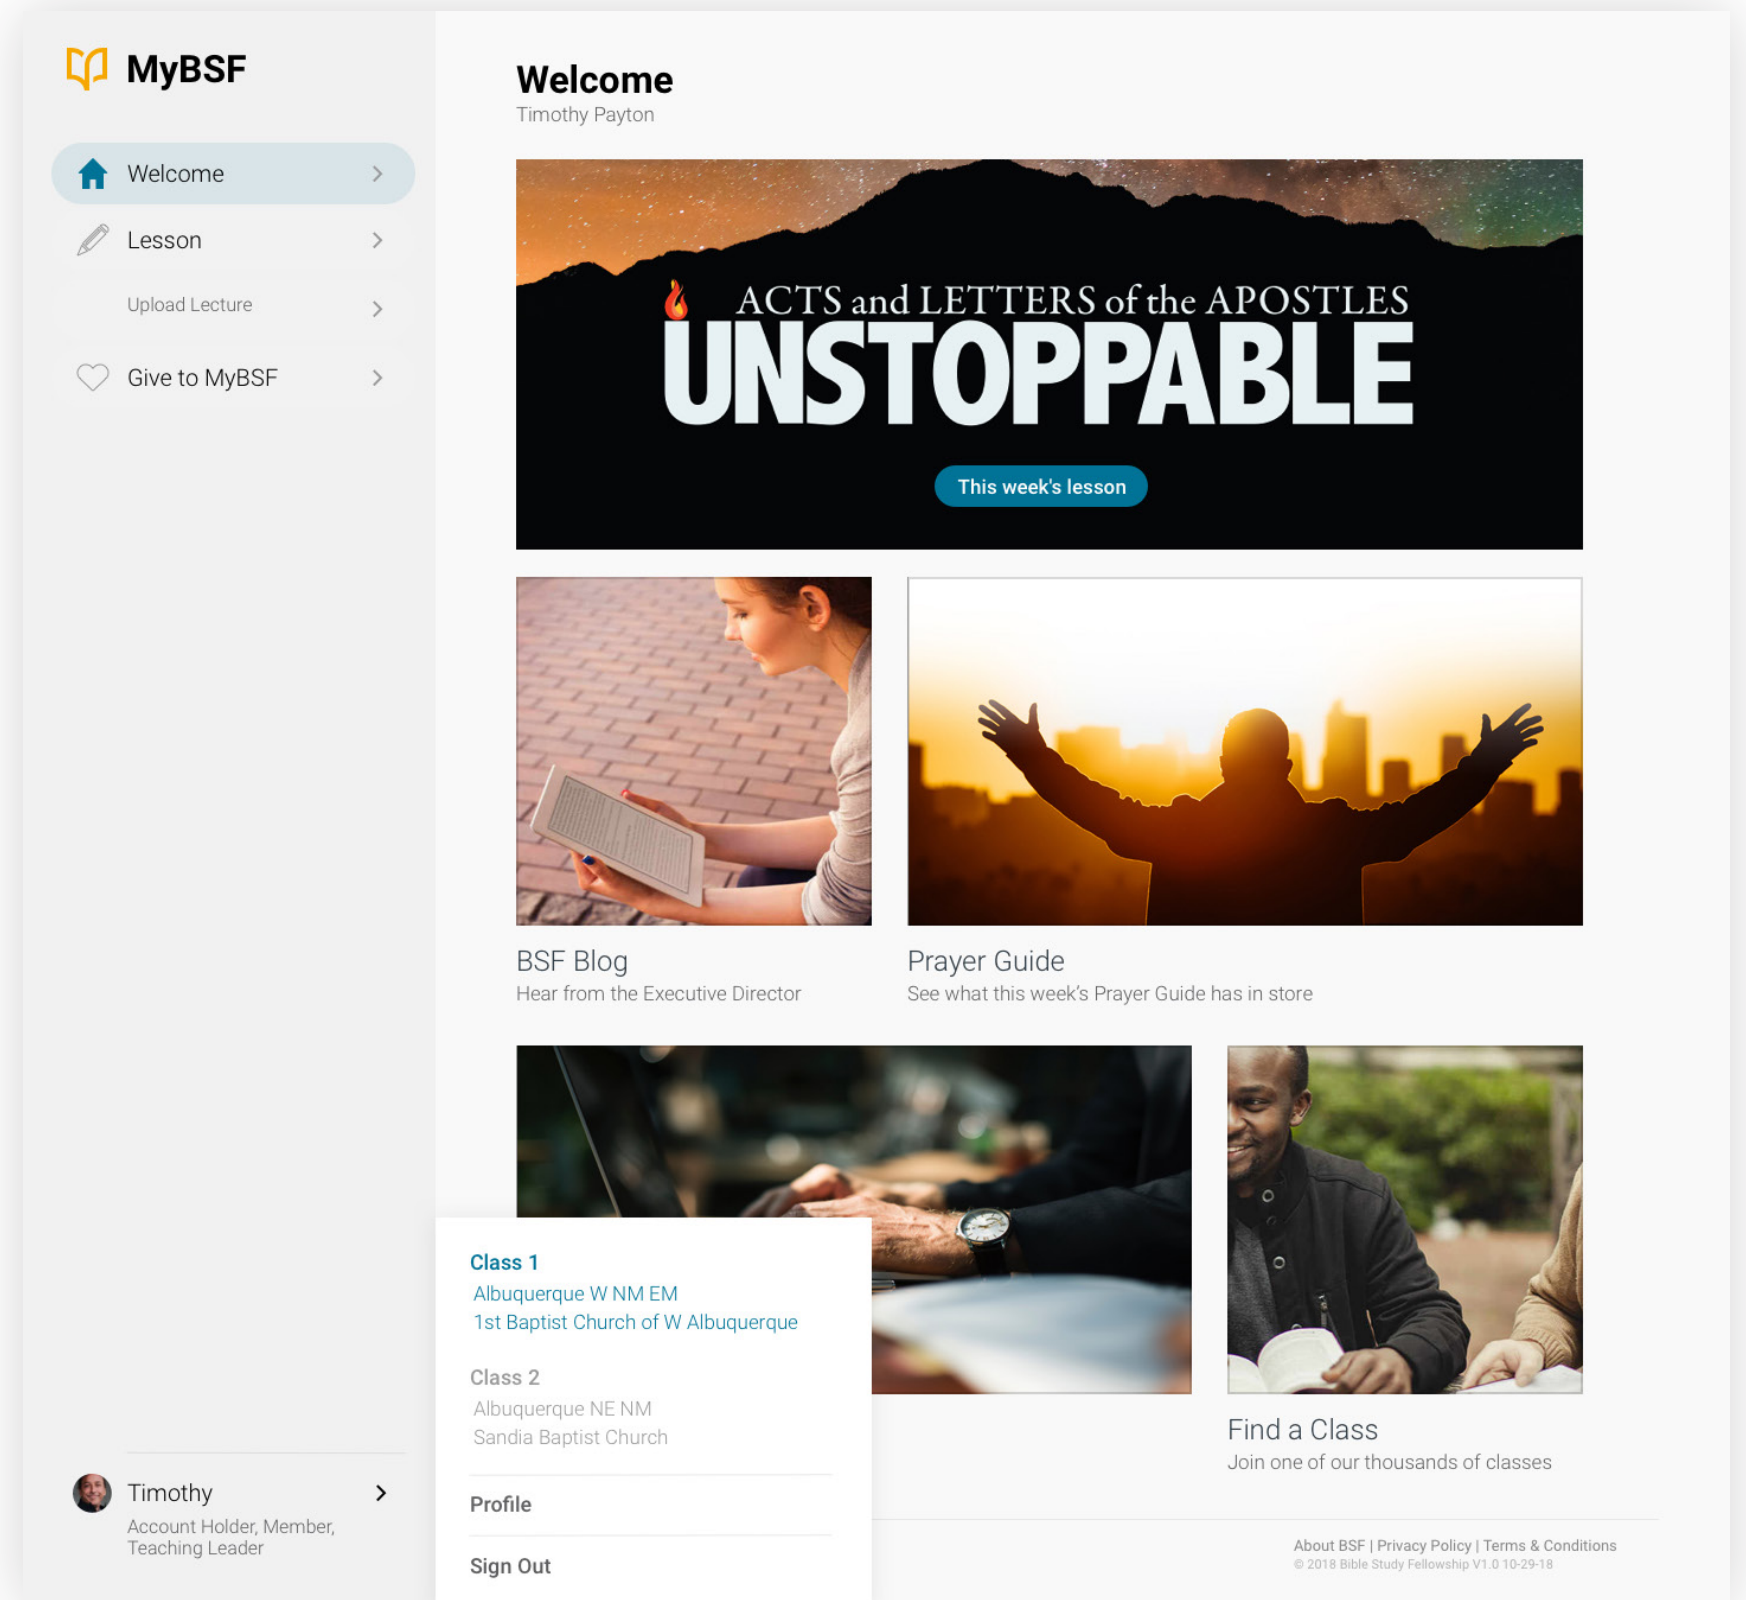 MyBSF
Welcome
Lesson
Upload Lecture
Give to MyBSF
Timothy
Account Holder, Member,
Teaching Leader
Welcome
Timothy Payton
ACTS and LETTERS of the APOSTLES
UNSTOPPABLE
This week's lesson
BSF Blog
Hear from the Executive Director
Prayer Guide
See what this week's Prayer Guide has in store
Class 1
Albuquerque W NM EM
1st Baptist Church of W Albuquerque
Class 2
Albuquerque NE NM
Sandia Baptist Church
Profile
Sign Out
Find a Class
Join one of our thousands of classes
About BSF | Privacy Policy | Terms & Conditions
© 2018 Bible Study Fellowship V1.0 10-29-18